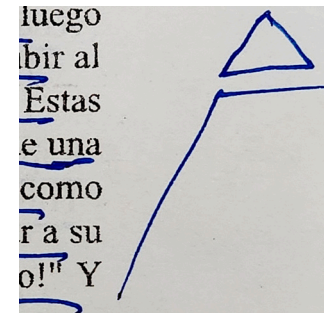 luego
bir al
Estas
e una
como
r a su
o!" Y